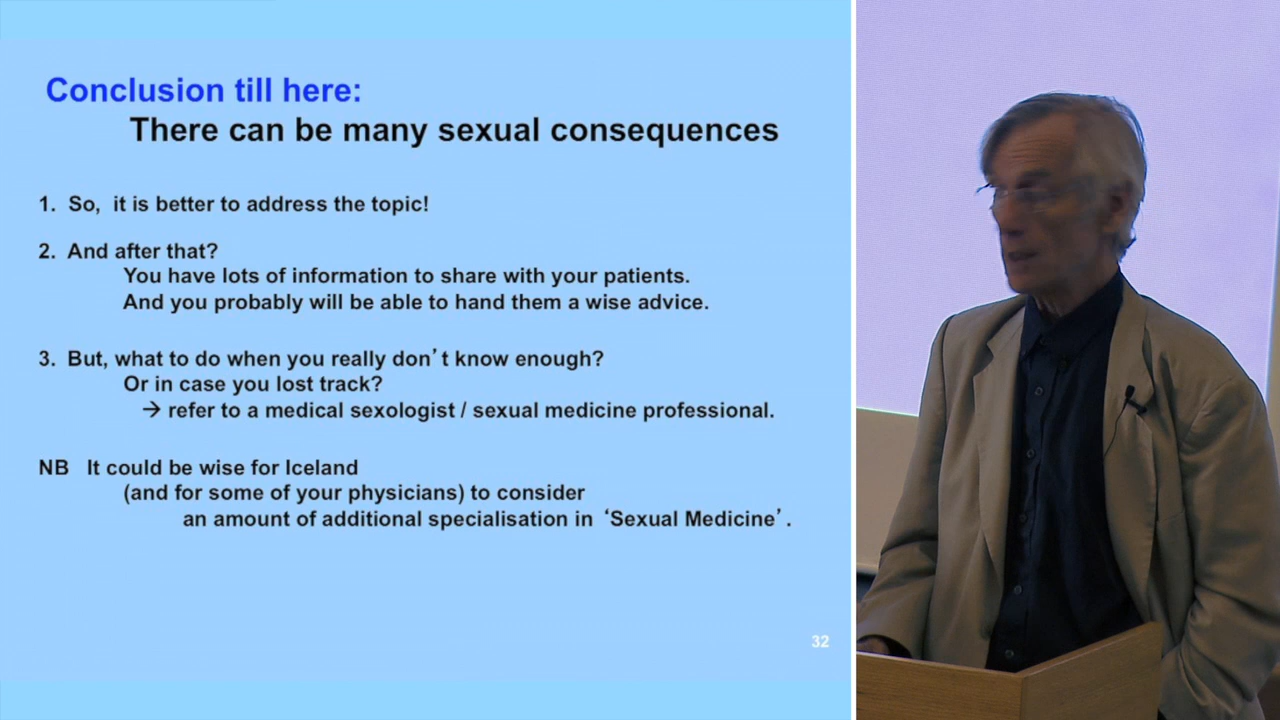 Conclusion till here:
There can be many sexual consequences
1. So, it is better to address the topic!
2. And after that?
You have lots of information to share with your patients.
And you probably will be able to hand them a wise advice.
3. But, what to do when you really don’t know enough?
Or in case you lost track?
→ refer to a medical sexologist / sexual medicine professional.
NB It could be wise for Iceland
(and for some of your physicians) to consider
an amount of additional specialisation in ‘Sexual Medicine’.
32